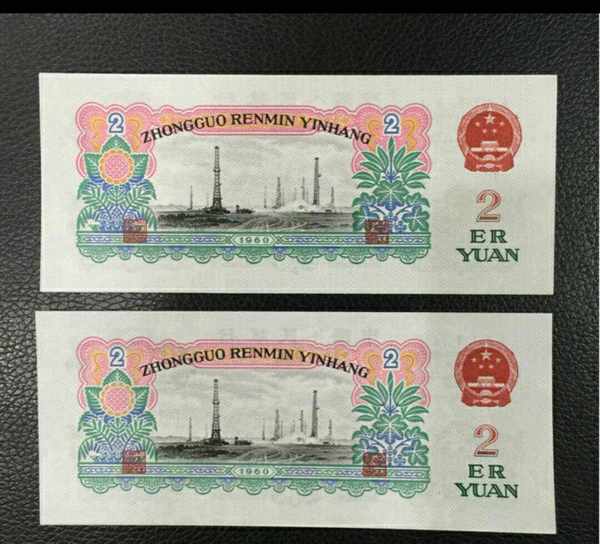 2 2
ZHONGGUO RENMIN YINHANG
1960
2
ER
YUAN
2 2
ZHONGGUO RENMIN YINHANG
1960
2
ER
YUAN